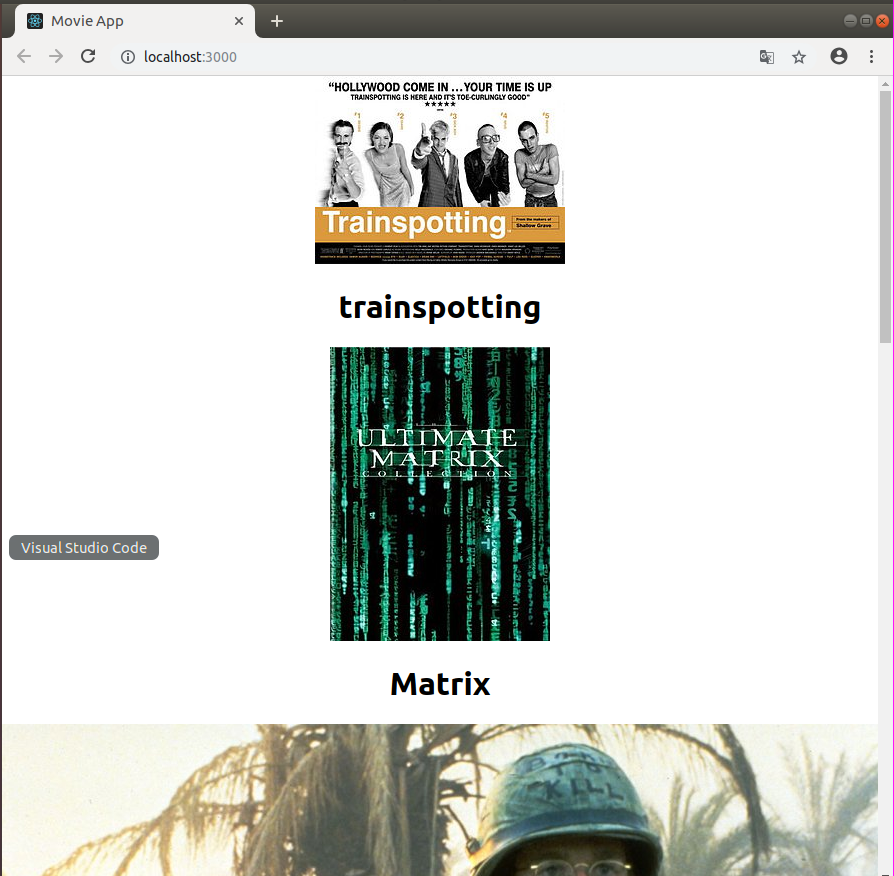 Movie App
localhost:3000
“HOLLYWOOD COME IN ...YOUR TIME IS UP
TRAINSPOTTING IS HERE AND IT'S TOE-CURLINGLY GOOD”
★★★★★
#1
#2
#3
#4
#5
Trainspotting
From the makers of
Shallow Grave
trainspotting
ULTIMATE
MATRIX
COLLECTION
Visual Studio Code
Matrix
BORN
TO
KILL